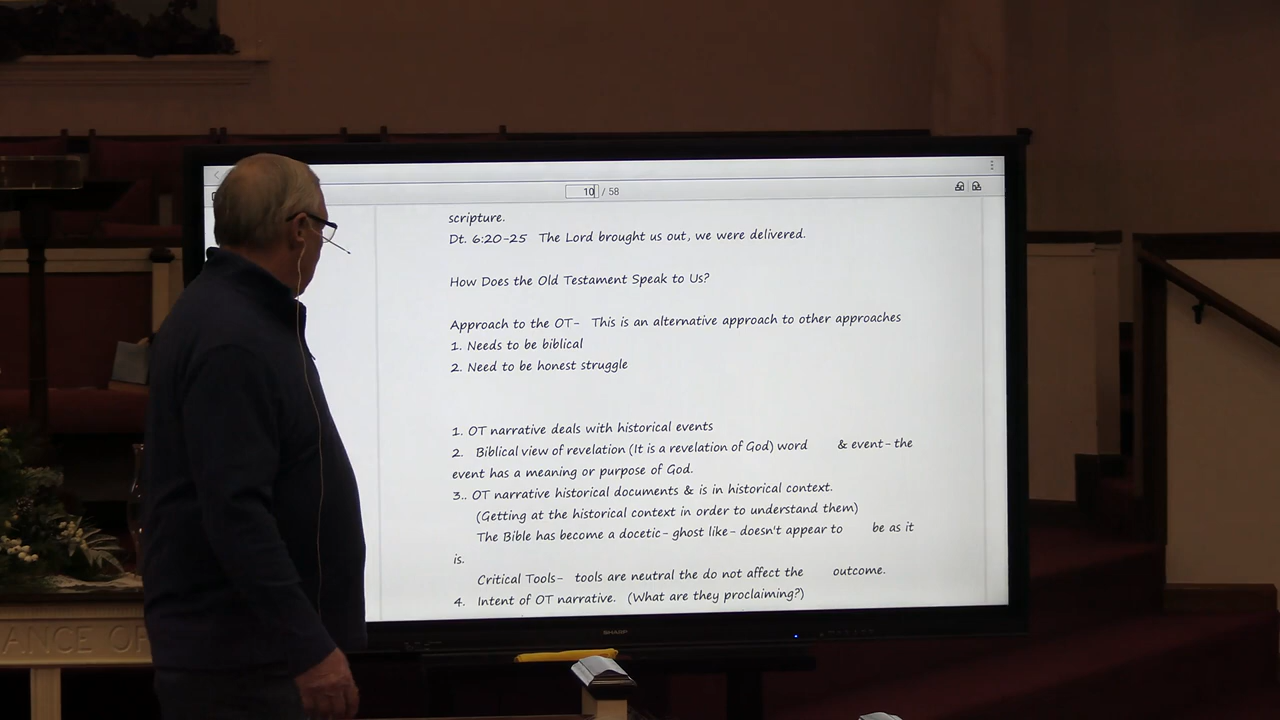 10 / 58
scripture.
Dt. 6:20-25 The Lord brought us out, we were delivered.
How Does the Old Testament Speak to Us?
Approach to the OT- This is an alternative approach to other approaches
1. Needs to be biblical
2. Need to be honest struggle
1. OT narrative deals with historical events
2. Biblical view of revelation (It is a revelation of God) word & event- the
event has a meaning or purpose of God.
3.. OT narrative historical documents & is in historical context.
(Getting at the historical context in order to understand them)
The Bible has become a docetic- ghost like- doesn't appear to be as it
is.
Critical Tools- tools are neutral the do not affect the outcome.
4. Intent of OT narrative. (What are they proclaiming?)
SHARP
ANCE OF